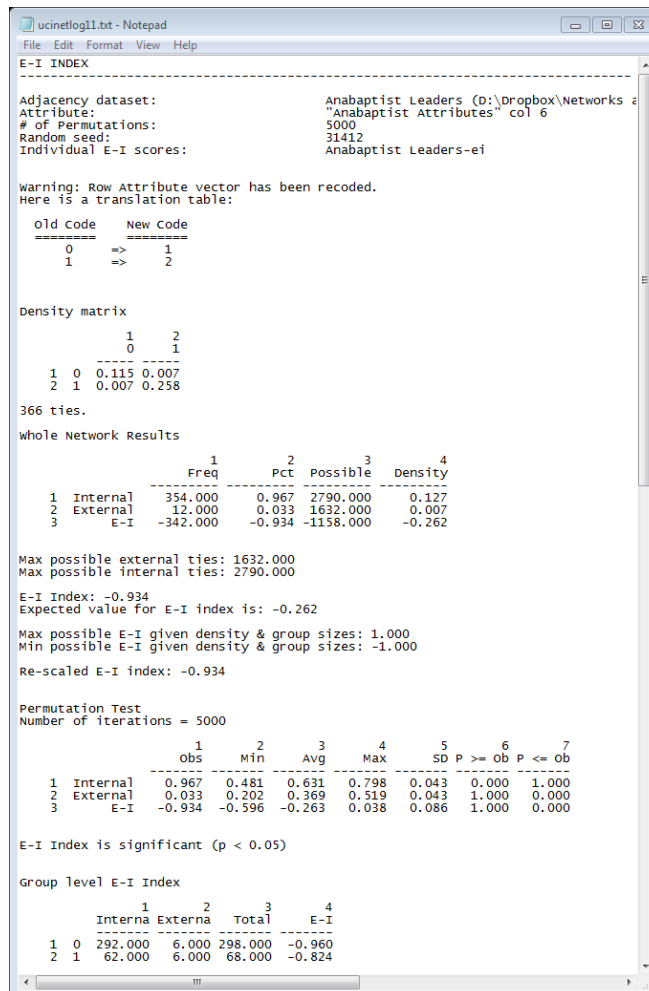 ucinetlog11.txt - Notepad
File Edit Format View Help
E-I INDEX
--------------------------------------------------------------------------------
Adjacency dataset: Anabaptist Leaders (D:\Dropbox\Networks a
Attribute: "Anabaptist Attributes" col 6
# of Permutations: 5000
Random seed: 31412
Individual E-I scores: Anabaptist Leaders-ei
Warning: Row Attribute vector has been recoded.
Here is a translation table:
Old Code New Code
======== ========
0 => 1
1 => 2
Density matrix
1 2
0 1
----- -----
1 0 0.115 0.007
2 1 0.007 0.258
366 ties.
Whole Network Results
1 2 3 4
Freq Pct Possible Density
--------- --------- --------- ---------
1 Internal 354.000 0.967 2790.000 0.127
2 External 12.000 0.033 1632.000 0.007
3 E-I -342.000 -0.934 -1158.000 -0.262
Max possible external ties: 1632.000
Max possible internal ties: 2790.000
E-I Index: -0.934
Expected value for E-I index is: -0.262
Max possible E-I given density & group sizes: 1.000
Min possible E-I given density & group sizes: -1.000
Re-scaled E-I index: -0.934
Permutation Test
Number of iterations = 5000
1 2 3 4 5 6 7
Obs Min Avg Max SD P >= Ob P <= Ob
------- ------- ------- ------- ------- ------- -------
1 Internal 0.967 0.481 0.631 0.798 0.043 0.000 1.000
2 External 0.033 0.202 0.369 0.519 0.043 1.000 0.000
3 E-I -0.934 -0.596 -0.263 0.038 0.086 1.000 0.000
E-I Index is significant (p < 0.05)
Group level E-I Index
1 2 3 4
Interna Externa Total E-I
------- ------- ------- -------
1 0 292.000 6.000 298.000 -0.960
2 1 62.000 6.000 68.000 -0.824